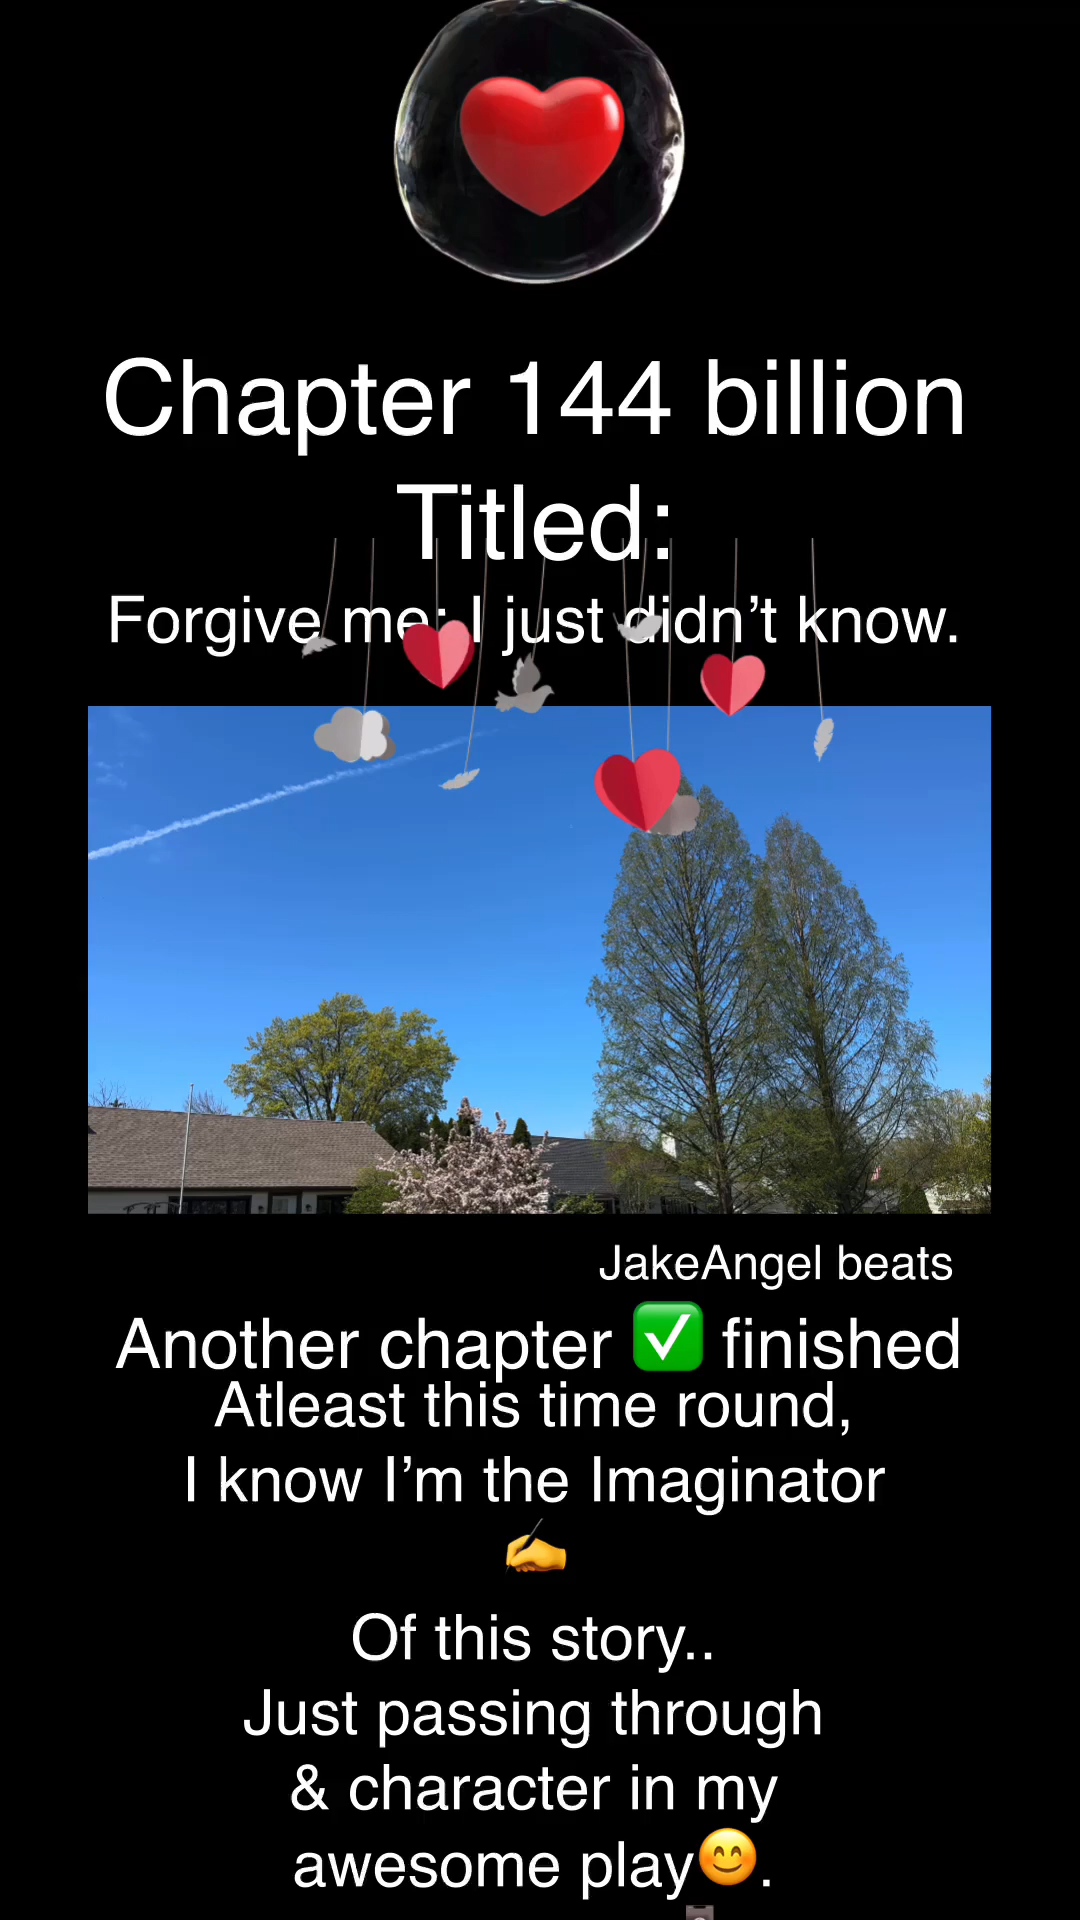 Chapter 144 billion
Titled:
Forgive me; I just didn’t know.
JakeAngel beats
Another chapter ✅ finished
Atleast this time round,
I know I’m the Imaginator
✍️
Of this story..
Just passing through
& character in my
awesome play😊.